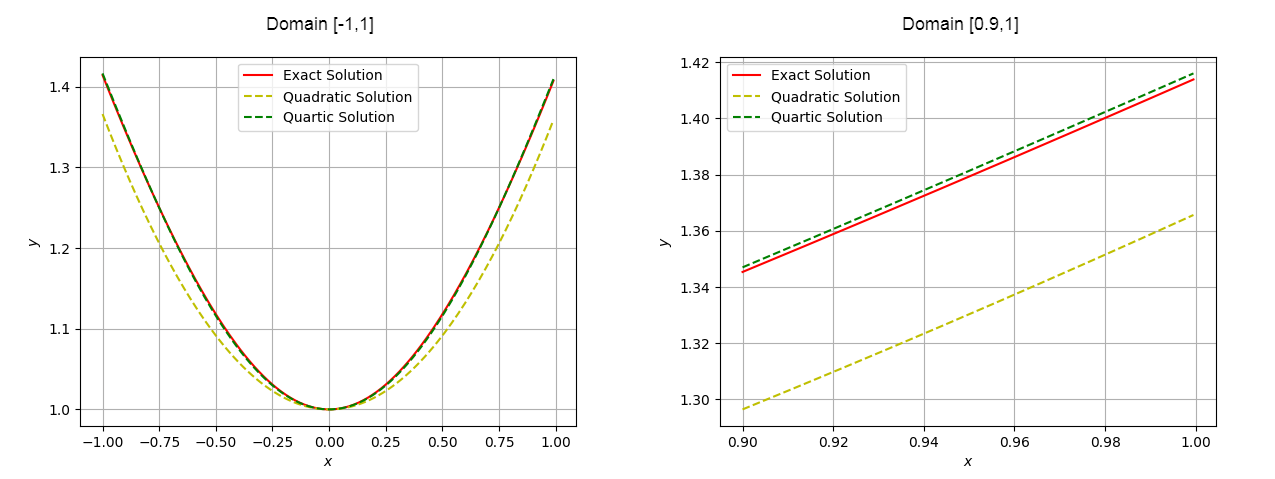 Domain [-1,1]
Exact Solution
Quadratic Solution
Quartic Solution
y
1.4
1.3
1.2
1.1
1.0
−1.00 −0.75 −0.50 −0.25 0.00 0.25 0.50 0.75 1.00
x
Domain [0.9,1]
Exact Solution
Quadratic Solution
Quartic Solution
y
1.42
1.40
1.38
1.36
1.34
1.32
1.30
0.90 0.92 0.94 0.96 0.98 1.00
x